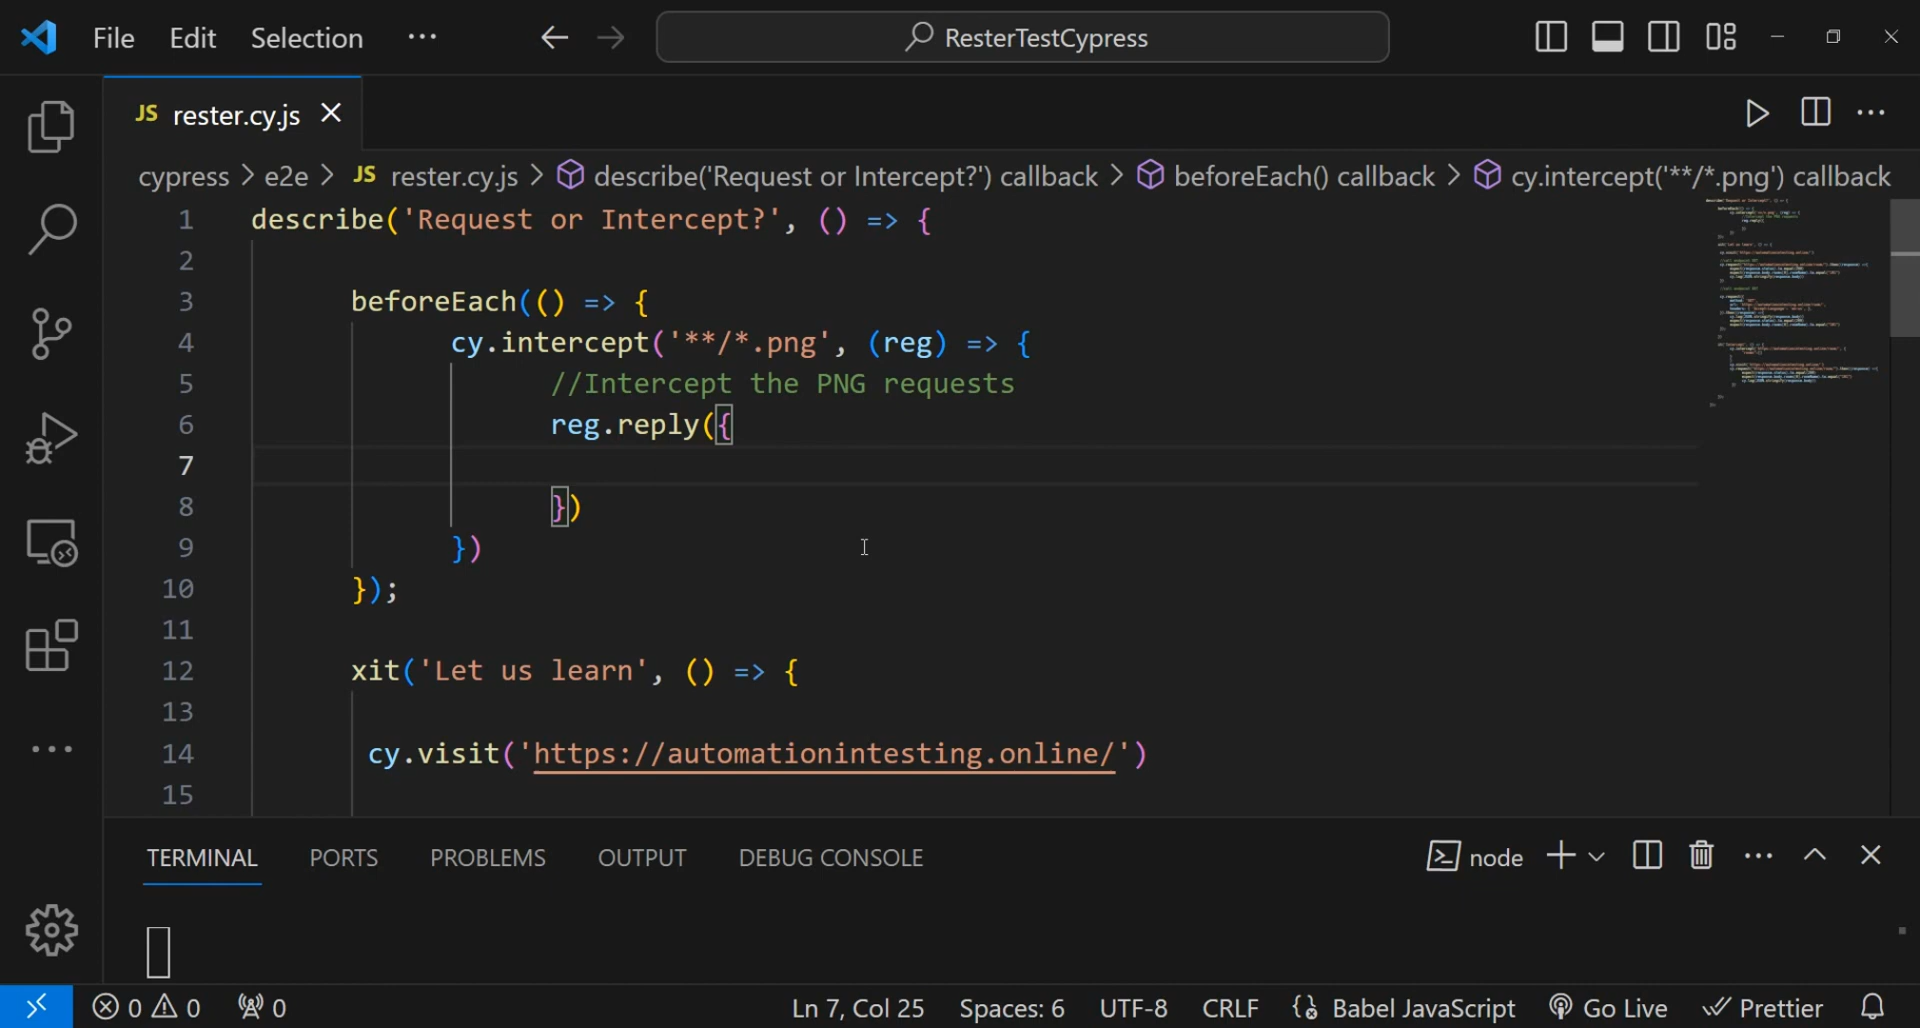 File Edit Selection ··· ResterTestCypress
JS rester.cy.js
cypress > e2e > JS rester.cy.js > describe('Request or Intercept?') callback > beforeEach() callback > cy.intercept('**/*.png') callback
1 describe('Request or Intercept?', () => {
2
3 beforeEach(() => {
4 cy.intercept('**/*.png', (reg) => {
5 //Intercept the PNG requests
6 reg.reply({
7
8 })
9 })
10 });
11
12 xit('Let us learn', () => {
13
14 cy.visit('https://automationintesting.online/')
15
TERMINAL PORTS PROBLEMS OUTPUT DEBUG CONSOLE node
0 0 0 Ln 7, Col 25 Spaces: 6 UTF-8 CRLF Babel JavaScript Go Live Prettier